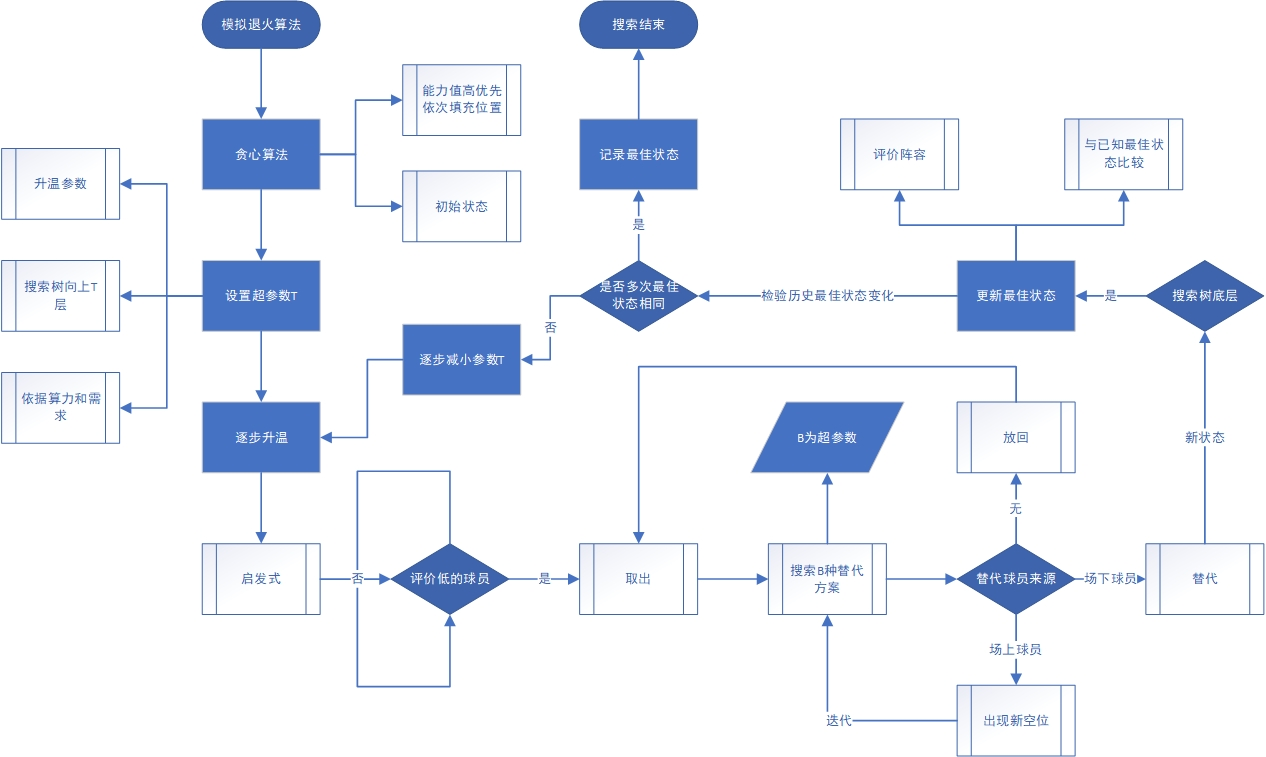 模拟退火算法
搜索结束
能力值高优先
依次填充位置
贪心算法
记录最佳状态
评价阵容
与已知最佳状
态比较
升温参数
初始状态
是
搜索树向上T
层
设置超参数T
是否多次最佳
状态相同
检验历史最佳状态变化
更新最佳状态
是
搜索树底层
否
逐步减小参数T
依据算力和需
求
逐步升温
B为超参数
放回
新状态
无
启发式
否
评价低的球员
是
取出
搜索B种替代
方案
替代球员来源
场下球员
替代
场上球员
迭代
出现新空位